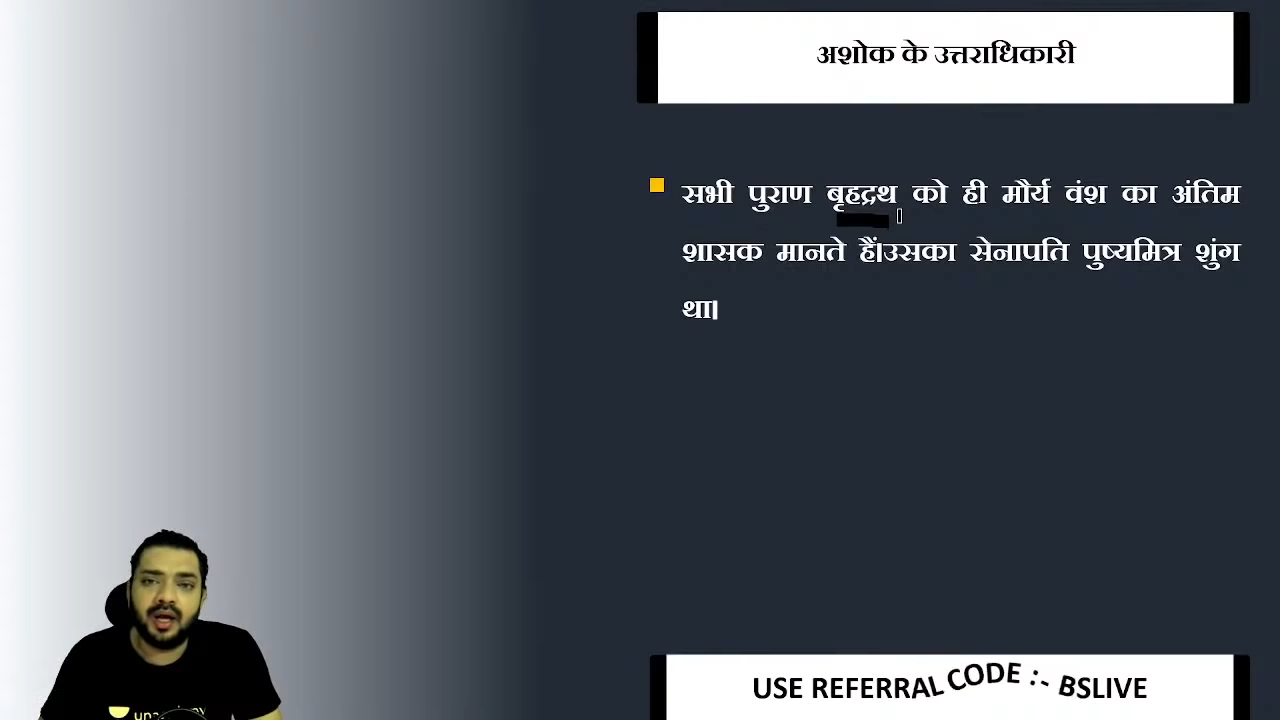 अशोक के उत्तराधिकारी
सभी पुराण बृहद्रथ को ही मौर्य वंश का अंतिम
शासक मानते हैं।उसका सेनापति पुष्यमित्र शुंग
था।
USE REFERRAL CODE :- BSLIVE